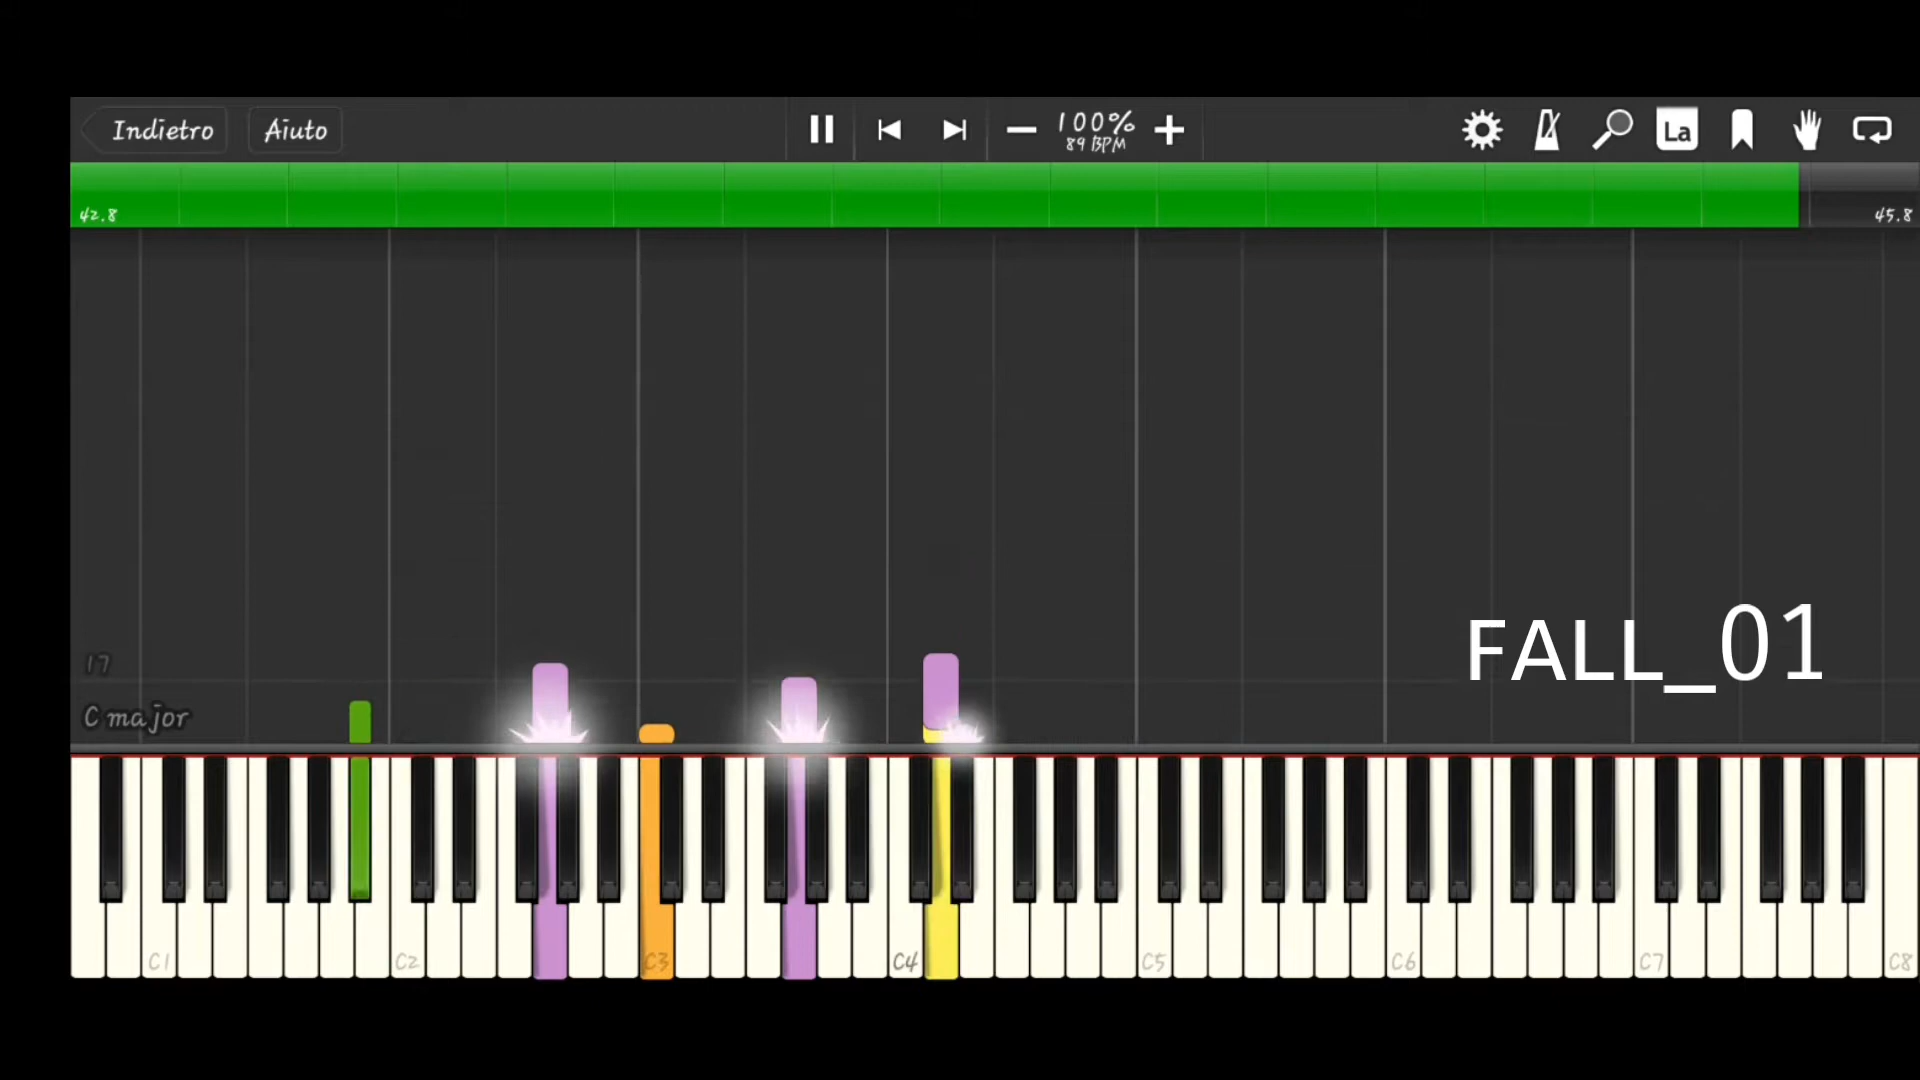 Indietro Aiuto 100% La
89 BPM
42.8 45.8
FALL_01
17
C major
C1 C2 C3 C4 C5 C6 C7 C8